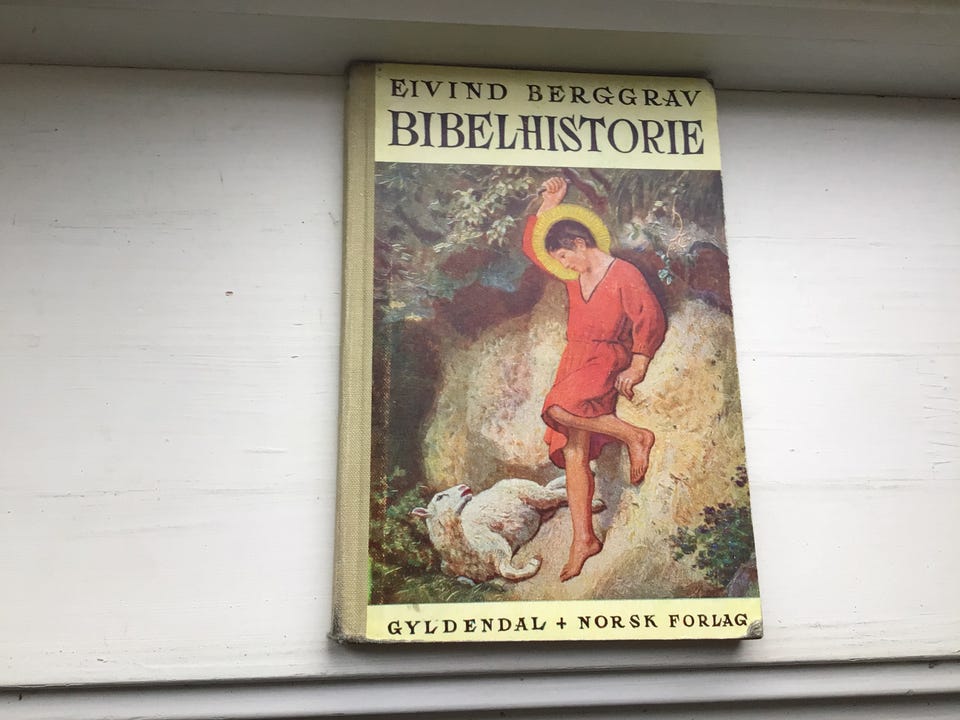 EIVIND BERGGRAV
BIBELHISTORIE
GYLDENDAL + NORSK FORLAG